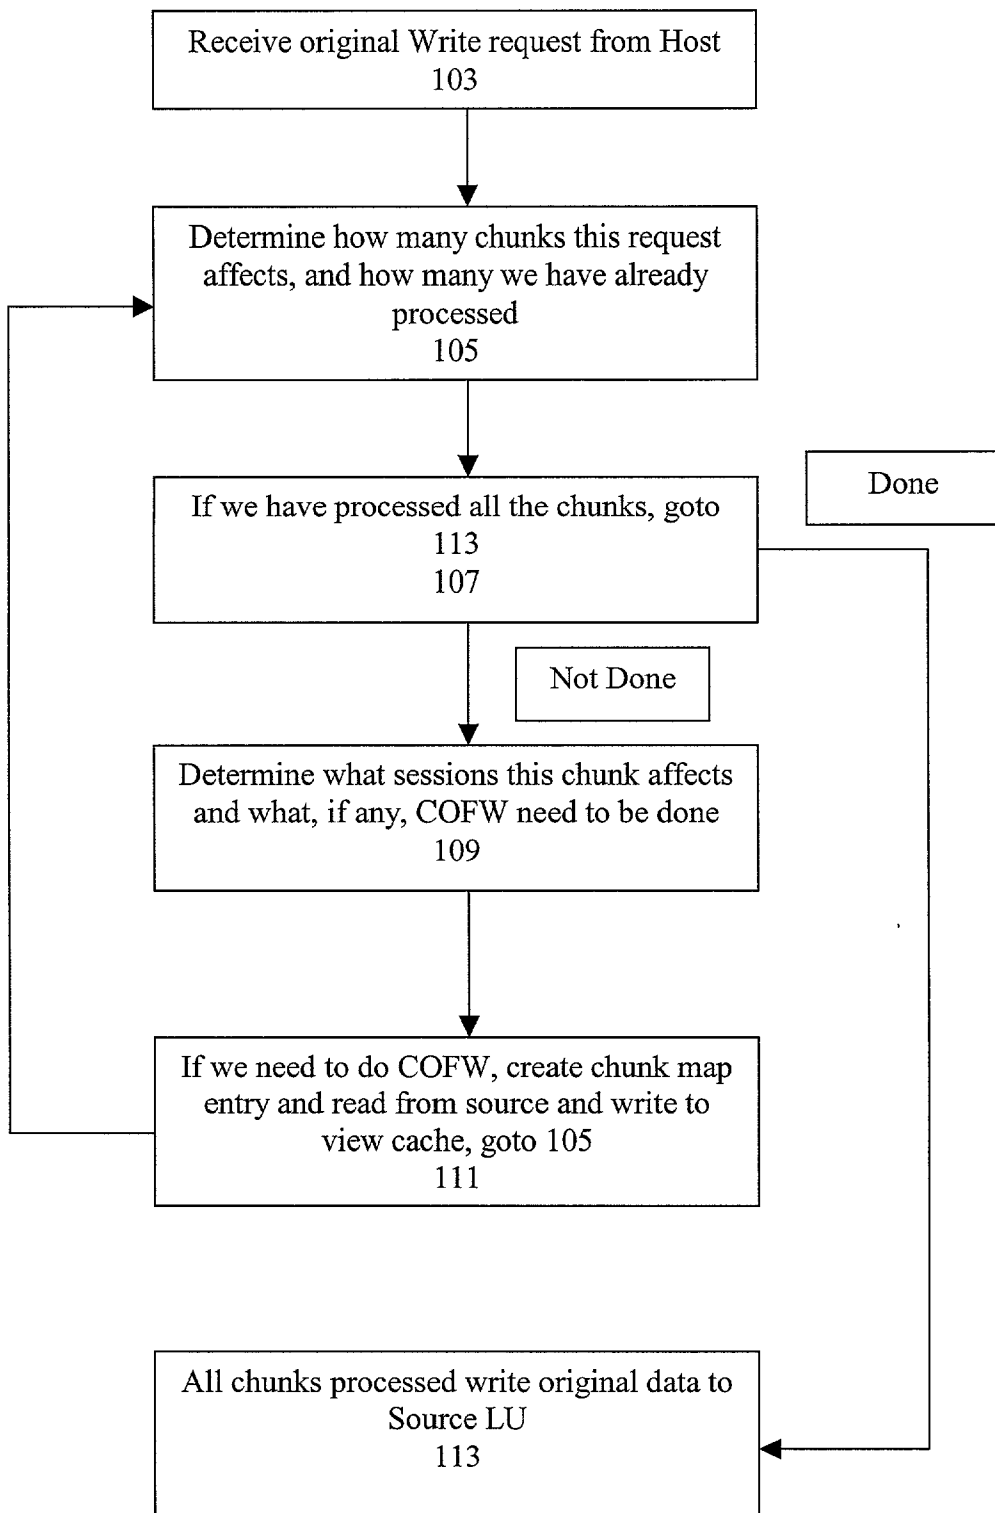 Receive original Write request from Host
103
Determine how many chunks this request
affects, and how many we have already
processed
105
If we have processed all the chunks, goto
113
107
Done
Not Done
Determine what sessions this chunk affects
and what, if any, COFW need to be done
109
If we need to do COFW, create chunk map
entry and read from source and write to
view cache, goto 105
111
All chunks processed write original data to
Source LU
113